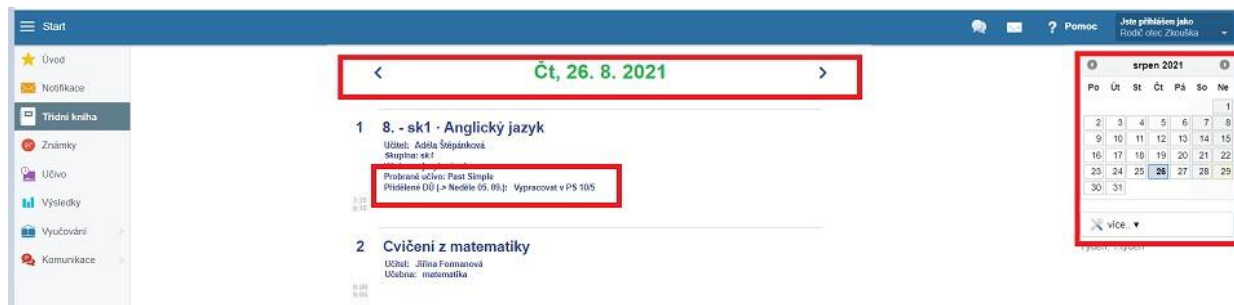 Start
Pomoc
Jste přihlášen jako
Rodič otec Zkouška
Úvod
Notifikace
Třídní kniha
Známky
Učivo
Výsledky
Vyučování
Komunikace
Čt, 26. 8. 2021
1 8. - sk1 · Anglický jazyk
Učitel: Adéla Štěpánková
Skupina: sk1
Probrané učivo: Past Simple
Přidělené DÚ (-> Neděle 05. 09.): Vypracovat v PS 10/5
2 Cvičení z matematiky
Učitel: Jiřina Formanová
Učebna: matematika
srpen 2021
Po Út St Čt Pá So Ne
1
2 3 4 5 6 7 8
9 10 11 12 13 14 15
16 17 18 19 20 21 22
23 24 25 26 27 28 29
30 31
více.. ▼